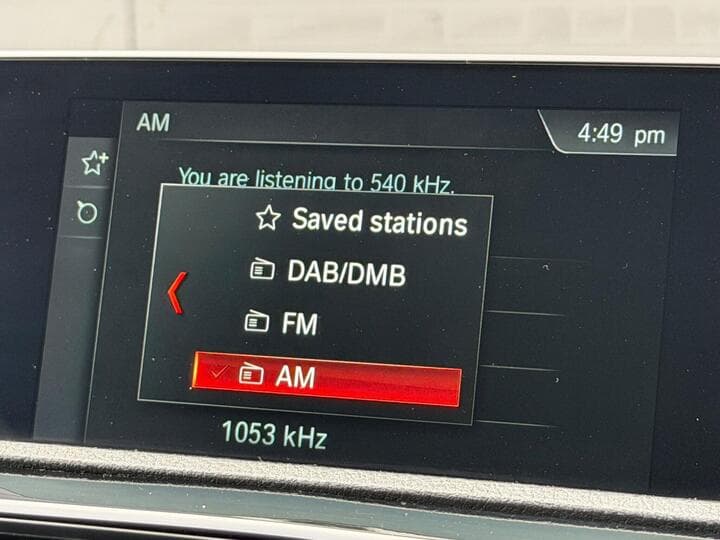 AM
4:49 pm
You are listening to 540 kHz.
Saved stations
DAB/DMB
FM
AM
1053 kHz